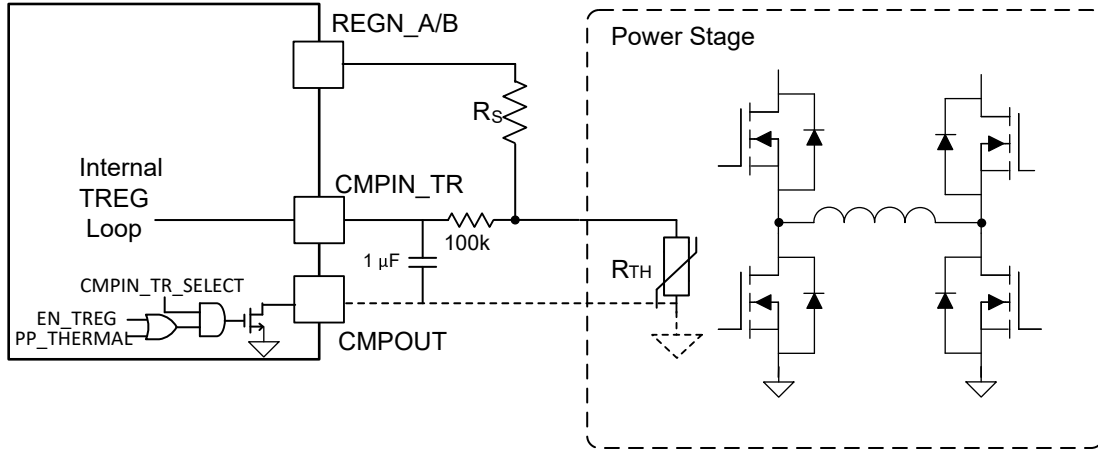 REGN_A/B
Power Stage
RS
Internal
TREG
Loop
CMPIN_TR
100k
1 μF
RTH
CMPIN_TR_SELECT
EN_TREG
PP_THERMAL
CMPOUT